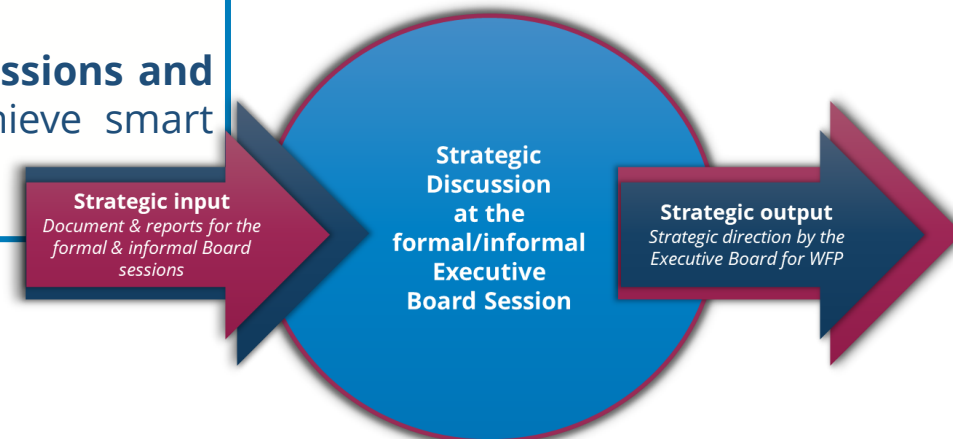 ssions and
hieve smart
Strategic input
Document & reports for the
formal & informal Board
sessions
Strategic
Discussion
at the
formal/informal
Executive
Board Session
Strategic output
Strategic direction by the
Executive Board for WFP